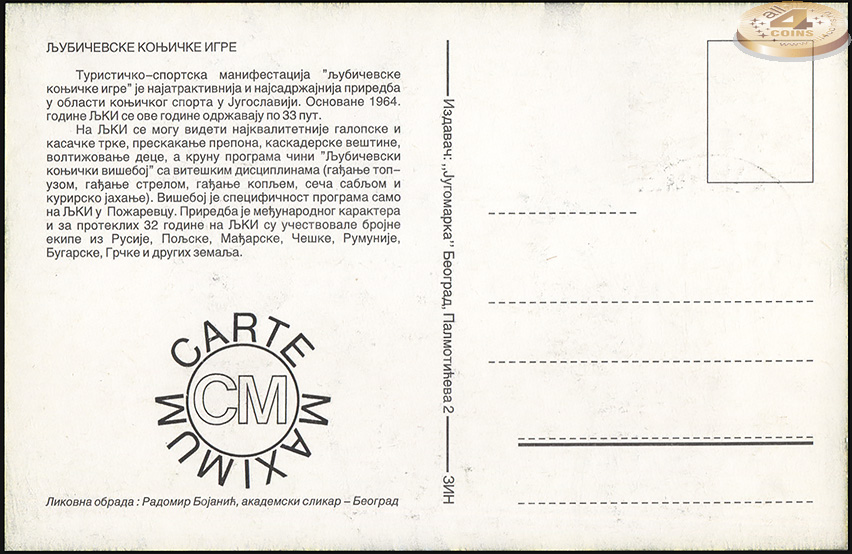 ЉУБИЧЕВСКЕ КОЊИЧКЕ ИГРЕ
Туристичко–спортска манифестација ”љубичевске
коњичке игре” је најатрактивнија и најсадржајнија приредба
у области коњичког спорта у Југославији. Основане 1964.
године ЉКИ се ове године одржавају по 33 пут.
На ЉКИ се могу видети најквалитетније галопске и
касачке трке, прескакање препона, каскадерске вештине,
волтижовање деце, а круну програма чини ”Љубичевски
коњички вишебој” са витешким дисциплинама (гађање топ–
узом, гађање стрелом, гађање копљем, сеча сабљом и
курирско јахање). Вишебој је специфичност програма само
на ЉКИ у Пожаревцу. Приредба је међународног карактера
и за протеклих 32 године на ЉКИ су учествовале бројне
екипе из Русије, Пољске, Мађарске, Чешке, Румуније,
Бугарске, Грчке и других земаља.
CARTE MAXIMUM
CM
Ликовна обрада : Радомир Бојанић, академски сликар – Београд
Издавач: „Југомарка” Београд, Палмотићева 2 ЗИН
all
4
COINS
www